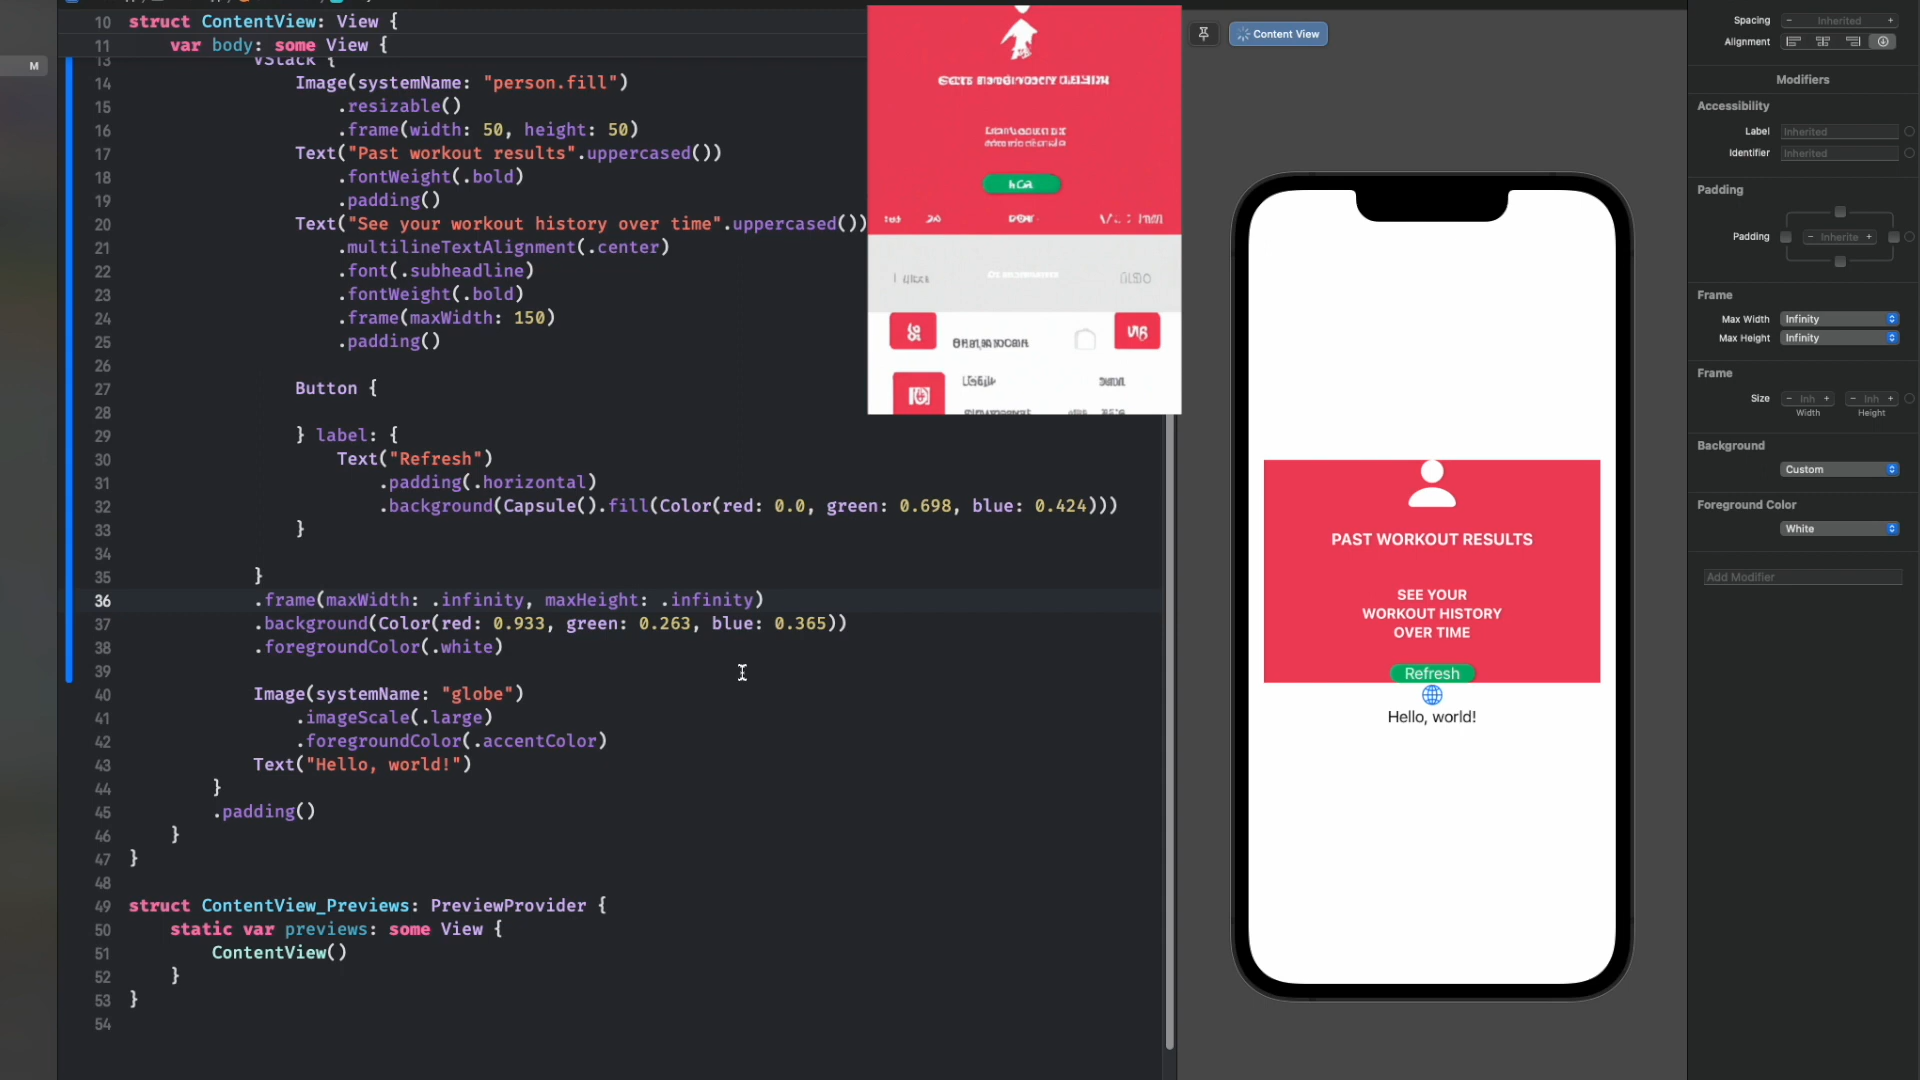 10 struct ContentView: View {
11 var body: some View {
13 VStack {
14 Image(systemName: "person.fill")
15 .resizable()
16 .frame(width: 50, height: 50)
17 Text("Past workout results".uppercased())
18 .fontWeight(.bold)
19 .padding()
20 Text("See your workout history over time".uppercased())
21 .multilineTextAlignment(.center)
22 .font(.subheadline)
23 .fontWeight(.bold)
24 .frame(maxWidth: 150)
25 .padding()
26
27 Button {
28
29 } label: {
30 Text("Refresh")
31 .padding(.horizontal)
32 .background(Capsule().fill(Color(red: 0.0, green: 0.698, blue: 0.424)))
33 }
34
35 }
36 .frame(maxWidth: .infinity, maxHeight: .infinity)
37 .background(Color(red: 0.933, green: 0.263, blue: 0.365))
38 .foregroundColor(.white)
39
40 Image(systemName: "globe")
41 .imageScale(.large)
42 .foregroundColor(.accentColor)
43 Text("Hello, world!")
44 }
45 .padding()
46 }
47 }
48
49 struct ContentView_Previews: PreviewProvider {
50 static var previews: some View {
51 ContentView()
52 }
53 }
54
M
Content View
PAST WORKOUT RESULTS
SEE YOUR
WORKOUT HISTORY
OVER TIME
Refresh
Hello, world!
Spacing - Inherited +
Alignment
Modifiers
Accessibility
Label Inherited
Identifier Inherited
Padding
Padding - Inherite +
Frame
Max Width Infinity
Max Height Infinity
Frame
Size - Inh + - Inh +
Width Height
Background
Custom
Foreground Color
White
Add Modifier